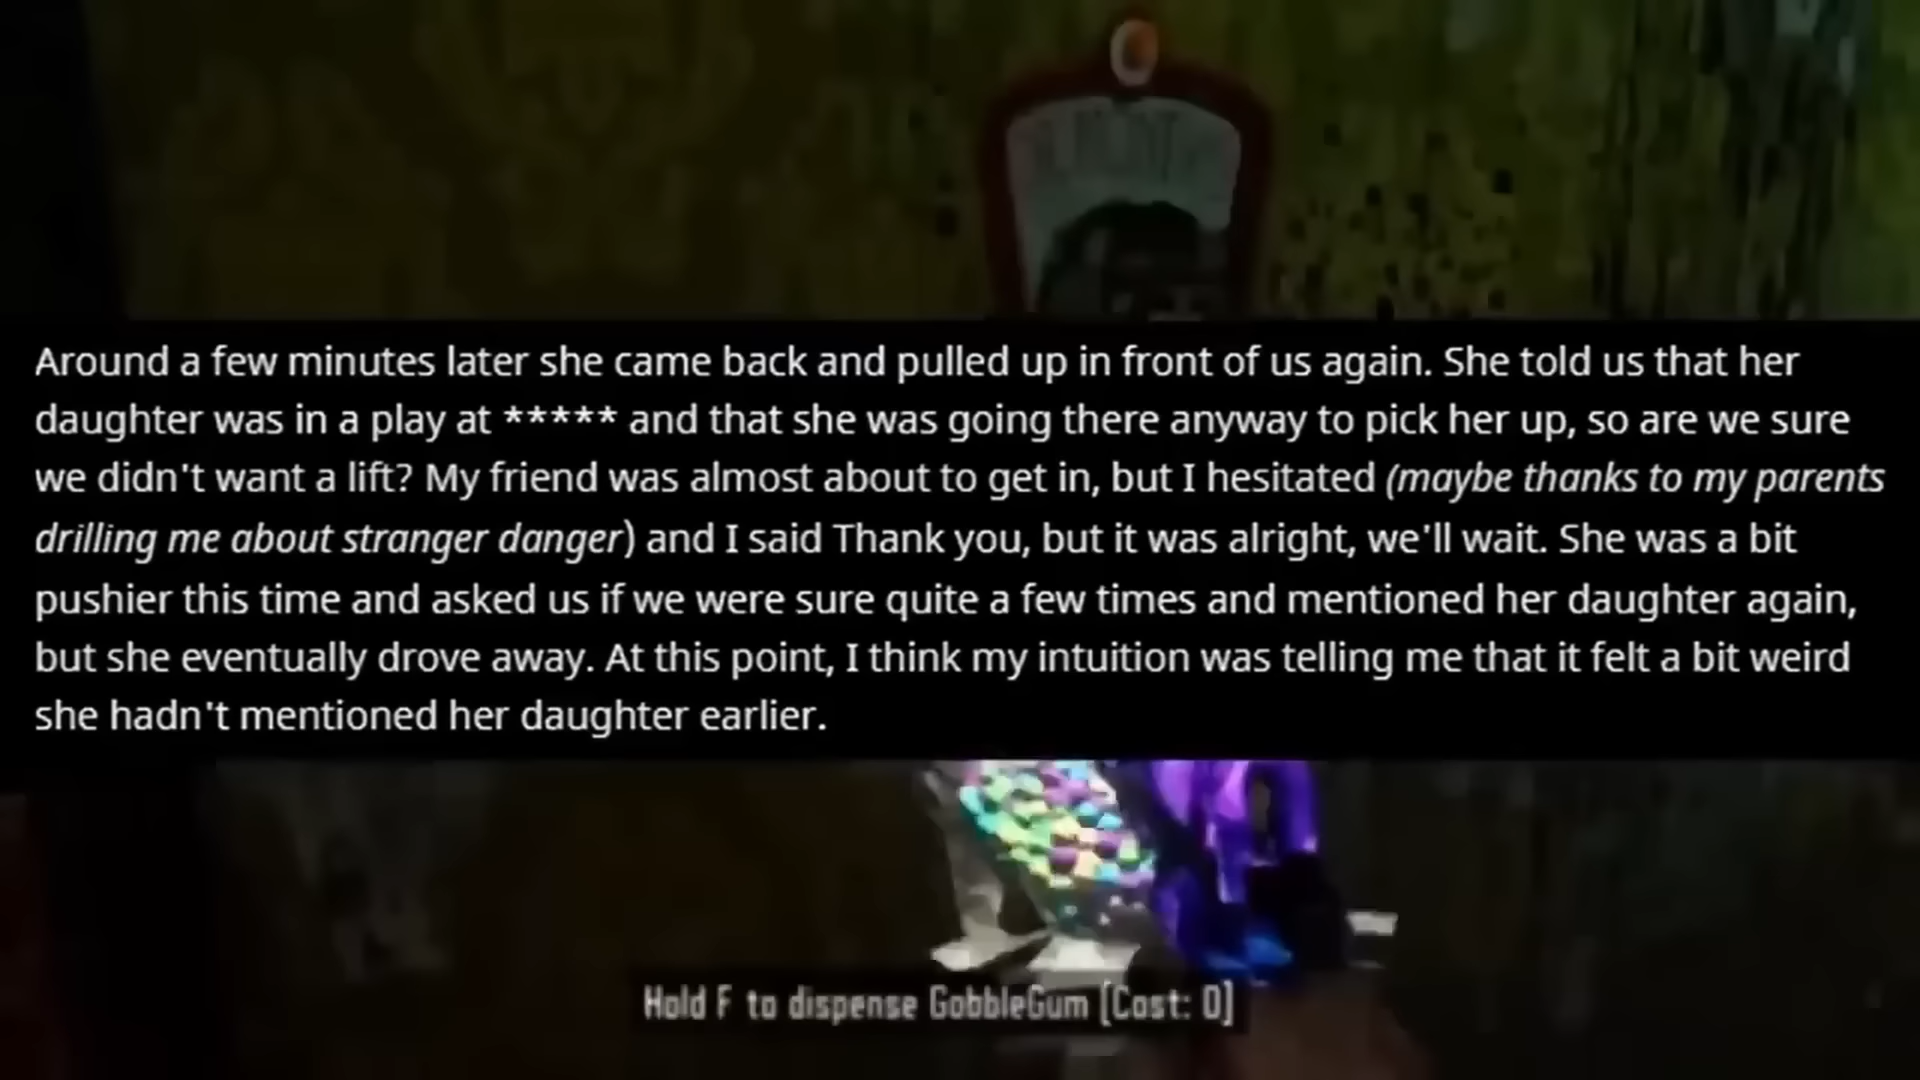 Around a few minutes later she came back and pulled up in front of us again. She told us that her
daughter was in a play at ***** and that she was going there anyway to pick her up, so are we sure
we didn't want a lift? My friend was almost about to get in, but I hesitated (maybe thanks to my parents
drilling me about stranger danger) and I said Thank you, but it was alright, we'll wait. She was a bit
pushier this time and asked us if we were sure quite a few times and mentioned her daughter again,
but she eventually drove away. At this point, I think my intuition was telling me that it felt a bit weird
she hadn't mentioned her daughter earlier.
Hold F to dispense GobbleGum [Cost: 0]